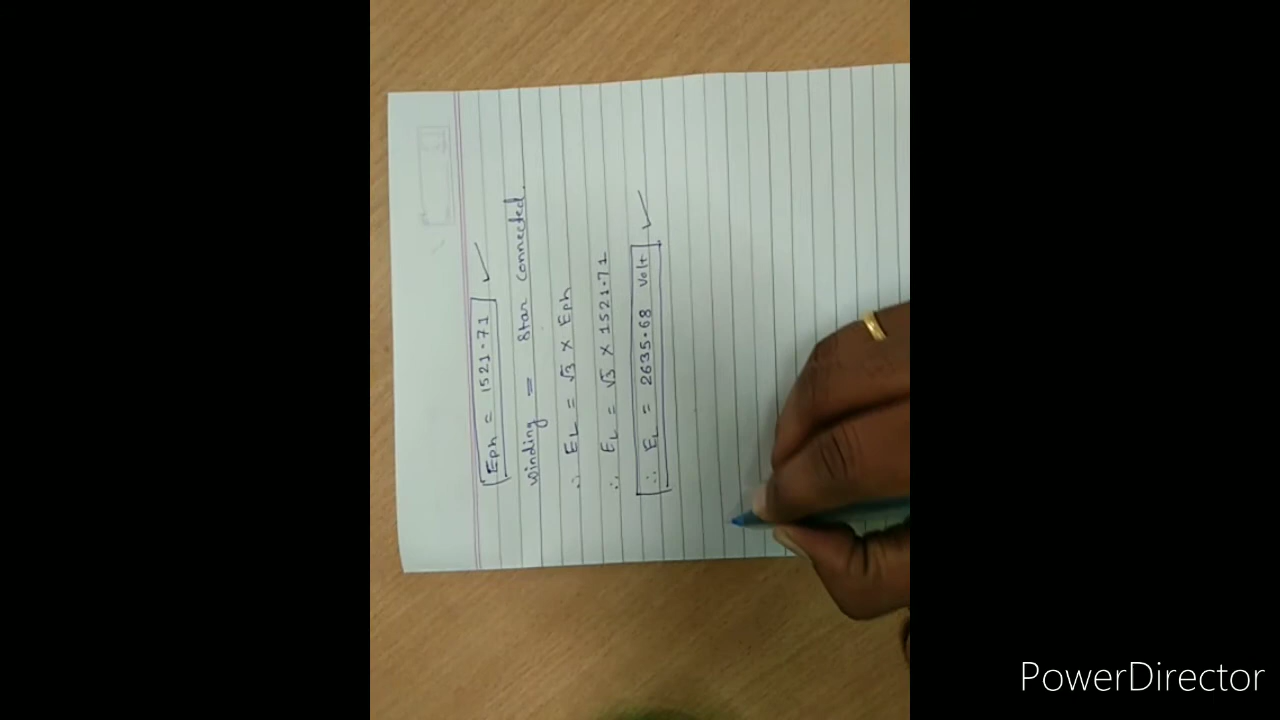 Eph = 1521.71
Winding = Star Connected.
∴ EL = √3 × Eph
∴ EL = √3 × 1521.71
∴ EL = 2635.68 Volt
PowerDirector